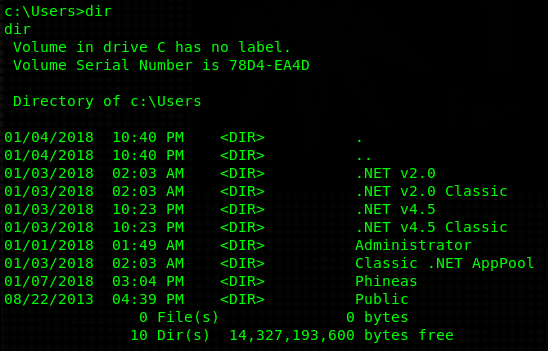 c:\Users>dir
dir
 Volume in drive C has no label.
 Volume Serial Number is 78D4-EA4D

 Directory of c:\Users

01/04/2018  10:40 PM    <DIR>          .
01/04/2018  10:40 PM    <DIR>          ..
01/03/2018  02:03 AM    <DIR>          .NET v2.0
01/03/2018  02:03 AM    <DIR>          .NET v2.0 Classic
01/03/2018  10:23 PM    <DIR>          .NET v4.5
01/03/2018  10:23 PM    <DIR>          .NET v4.5 Classic
01/01/2018  01:49 AM    <DIR>          Administrator
01/03/2018  02:03 AM    <DIR>          Classic .NET AppPool
01/07/2018  03:04 PM    <DIR>          Phineas
08/22/2013  04:39 PM    <DIR>          Public
               0 File(s)              0 bytes
              10 Dir(s)  14,327,193,600 bytes free